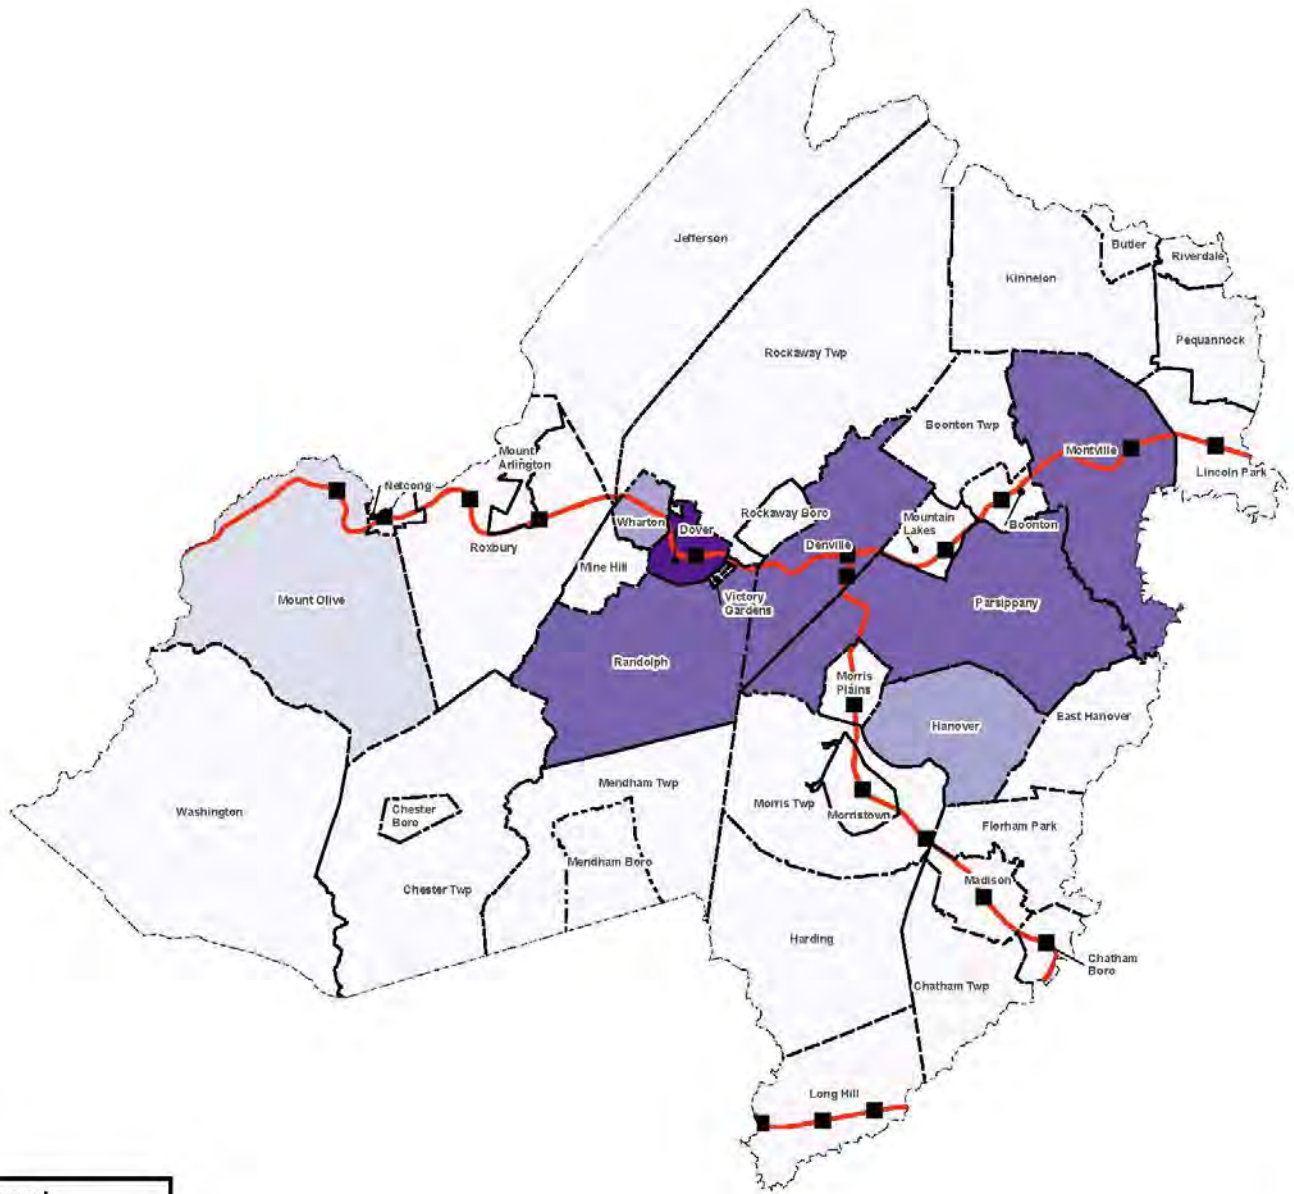 Jefferson
Butler
Riverdale
Kinnelon
Pequannock
Rockaway Twp
Boonton Twp
Montville
Mount
Arlington
Lincoln Park
Netcong
Rockaway Boro
Wharton
Dover
Mountain
Lakes
Boonton
Roxbury
Denville
Mine Hill
Mount Olive
Victory
Gardens
Parsippany
Randolph
Morris
Plains
East Hanover
Hanover
Mendham Twp
Washington
Chester
Boro
Morris Twp
Morristown
Florham Park
Mendham Boro
Madison
Chester Twp
Harding
Chatham
Boro
Chatham Twp
Long Hill